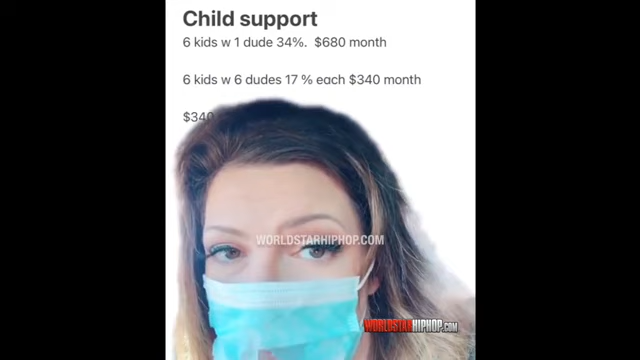 Child support
6 kids w 1 dude 34%.  $680 month
6 kids w 6 dudes 17 % each $340 month
$340
WORLDSTARHIPHOP.COM
WORLDSTARHIPHOP.COM